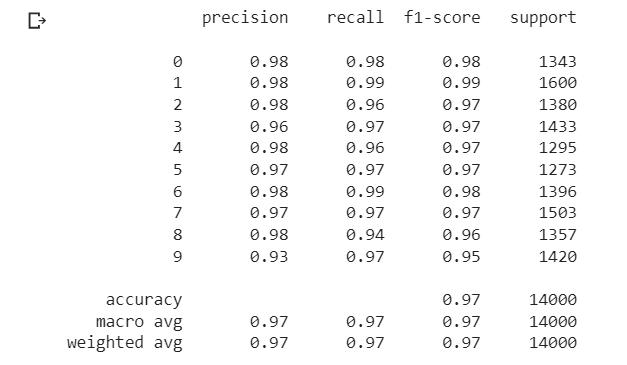 precision recall f1-score support
0 0.98 0.98 0.98 1343
1 0.98 0.99 0.99 1600
2 0.98 0.96 0.97 1380
3 0.96 0.97 0.97 1433
4 0.98 0.96 0.97 1295
5 0.97 0.97 0.97 1273
6 0.98 0.99 0.98 1396
7 0.97 0.97 0.97 1503
8 0.98 0.94 0.96 1357
9 0.93 0.97 0.95 1420
accuracy 0.97 14000
macro avg 0.97 0.97 0.97 14000
weighted avg 0.97 0.97 0.97 14000